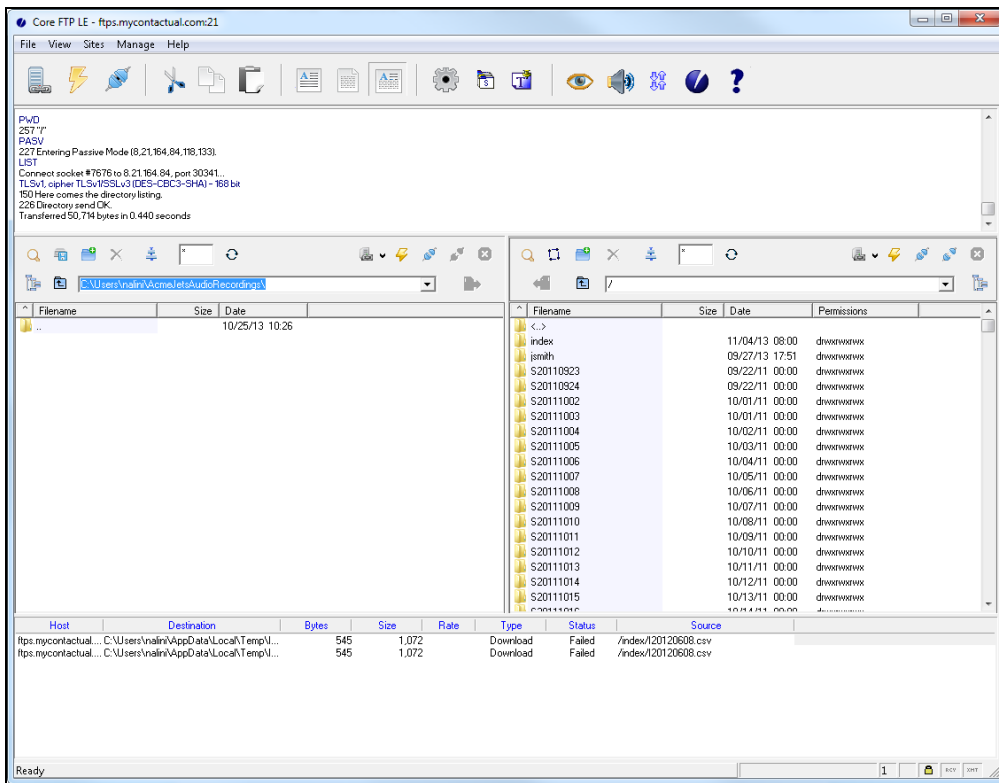 Core FTP LE - ftps.mycontactual.com:21
File View Sites Manage Help
PWD
257 "/"
PASV
227 Entering Passive Mode (8,21,164,84,118,133).
LIST
Connect socket #7676 to 8.21.164.84, port 30341...
TLSv1, cipher TLSv1/SSLv3 (DES-CBC3-SHA) - 168 bit
150 Here comes the directory listing.
226 Directory send OK.
Transferred 50,714 bytes in 0.440 seconds
C:\Users\nalini\AcmeJetsAudioRecordings\
^ Filename Size Date
.. 10/25/13 10:26
/
^ Filename Size Date Permissions
<..>
index 11/04/13 08:00 drwxrwxrwx
jsmith 09/27/13 17:51 drwxrwxrwx
S20110923 09/22/11 00:00 drwxrwxrwx
S20110924 09/22/11 00:00 drwxrwxrwx
S20111002 10/01/11 00:00 drwxrwxrwx
S20111003 10/01/11 00:00 drwxrwxrwx
S20111004 10/02/11 00:00 drwxrwxrwx
S20111005 10/03/11 00:00 drwxrwxrwx
S20111006 10/04/11 00:00 drwxrwxrwx
S20111007 10/05/11 00:00 drwxrwxrwx
S20111008 10/06/11 00:00 drwxrwxrwx
S20111009 10/07/11 00:00 drwxrwxrwx
S20111010 10/08/11 00:00 drwxrwxrwx
S20111011 10/09/11 00:00 drwxrwxrwx
S20111012 10/10/11 00:00 drwxrwxrwx
S20111013 10/11/11 00:00 drwxrwxrwx
S20111014 10/12/11 00:00 drwxrwxrwx
S20111015 10/13/11 00:00 drwxrwxrwx
Host Destination Bytes Size Rate Type Status Source
ftps.mycontactual.... C:\Users\nalini\AppData\Local\Temp\I... 545 1,072 Download Failed /index/I20120608.csv
ftps.mycontactual.... C:\Users\nalini\AppData\Local\Temp\I... 545 1,072 Download Failed /index/I20120608.csv
Ready 1 RCV XMT